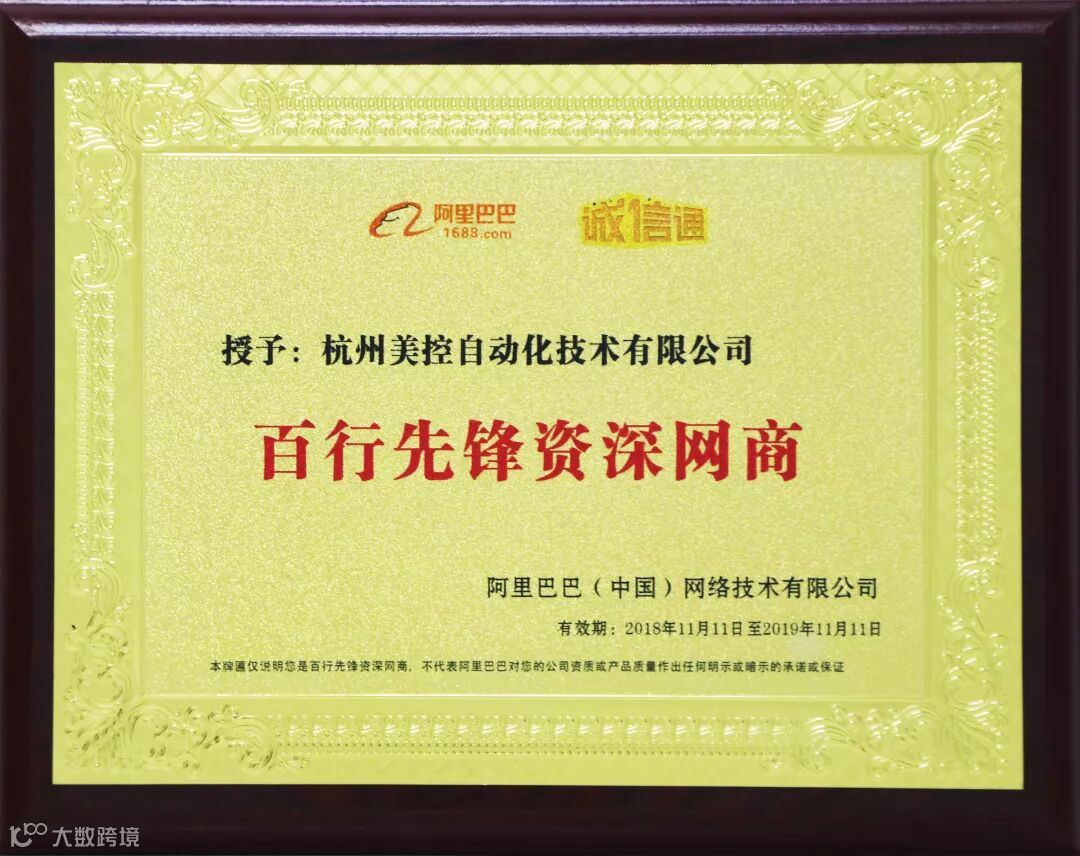 阿里巴巴 诚信通
1688.com
授予：杭州美控自动化技术有限公司
百行先锋资深网商
阿里巴巴（中国）网络技术有限公司
有效期：2018年11月11日至2019年11月11日
本牌匾仅说明您是百行先锋资深网商，不代表阿里巴巴对您的公司资质或产品质量作出任何明示或暗示的承诺或保证
大数跨境